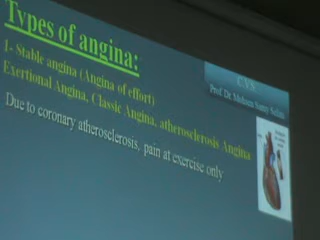 Types of angina:
1- Stable angina (Angina of effort)
Exertional Angina, Classic Angina, atherosclerosis Angina
Due to coronary atherosclerosis, pain at exercise only
C.V.S
Prof. Dr. Mohsen